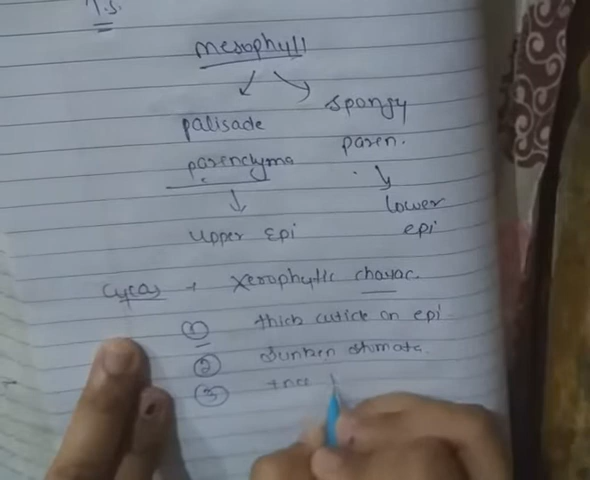 T.S.
mesophyll
palisade
parenchyma
upper Epi
spongy
paren.
lower
epi
Cycas + xerophytic charac.
① thick cuticle on epi
② sunken stomata
③